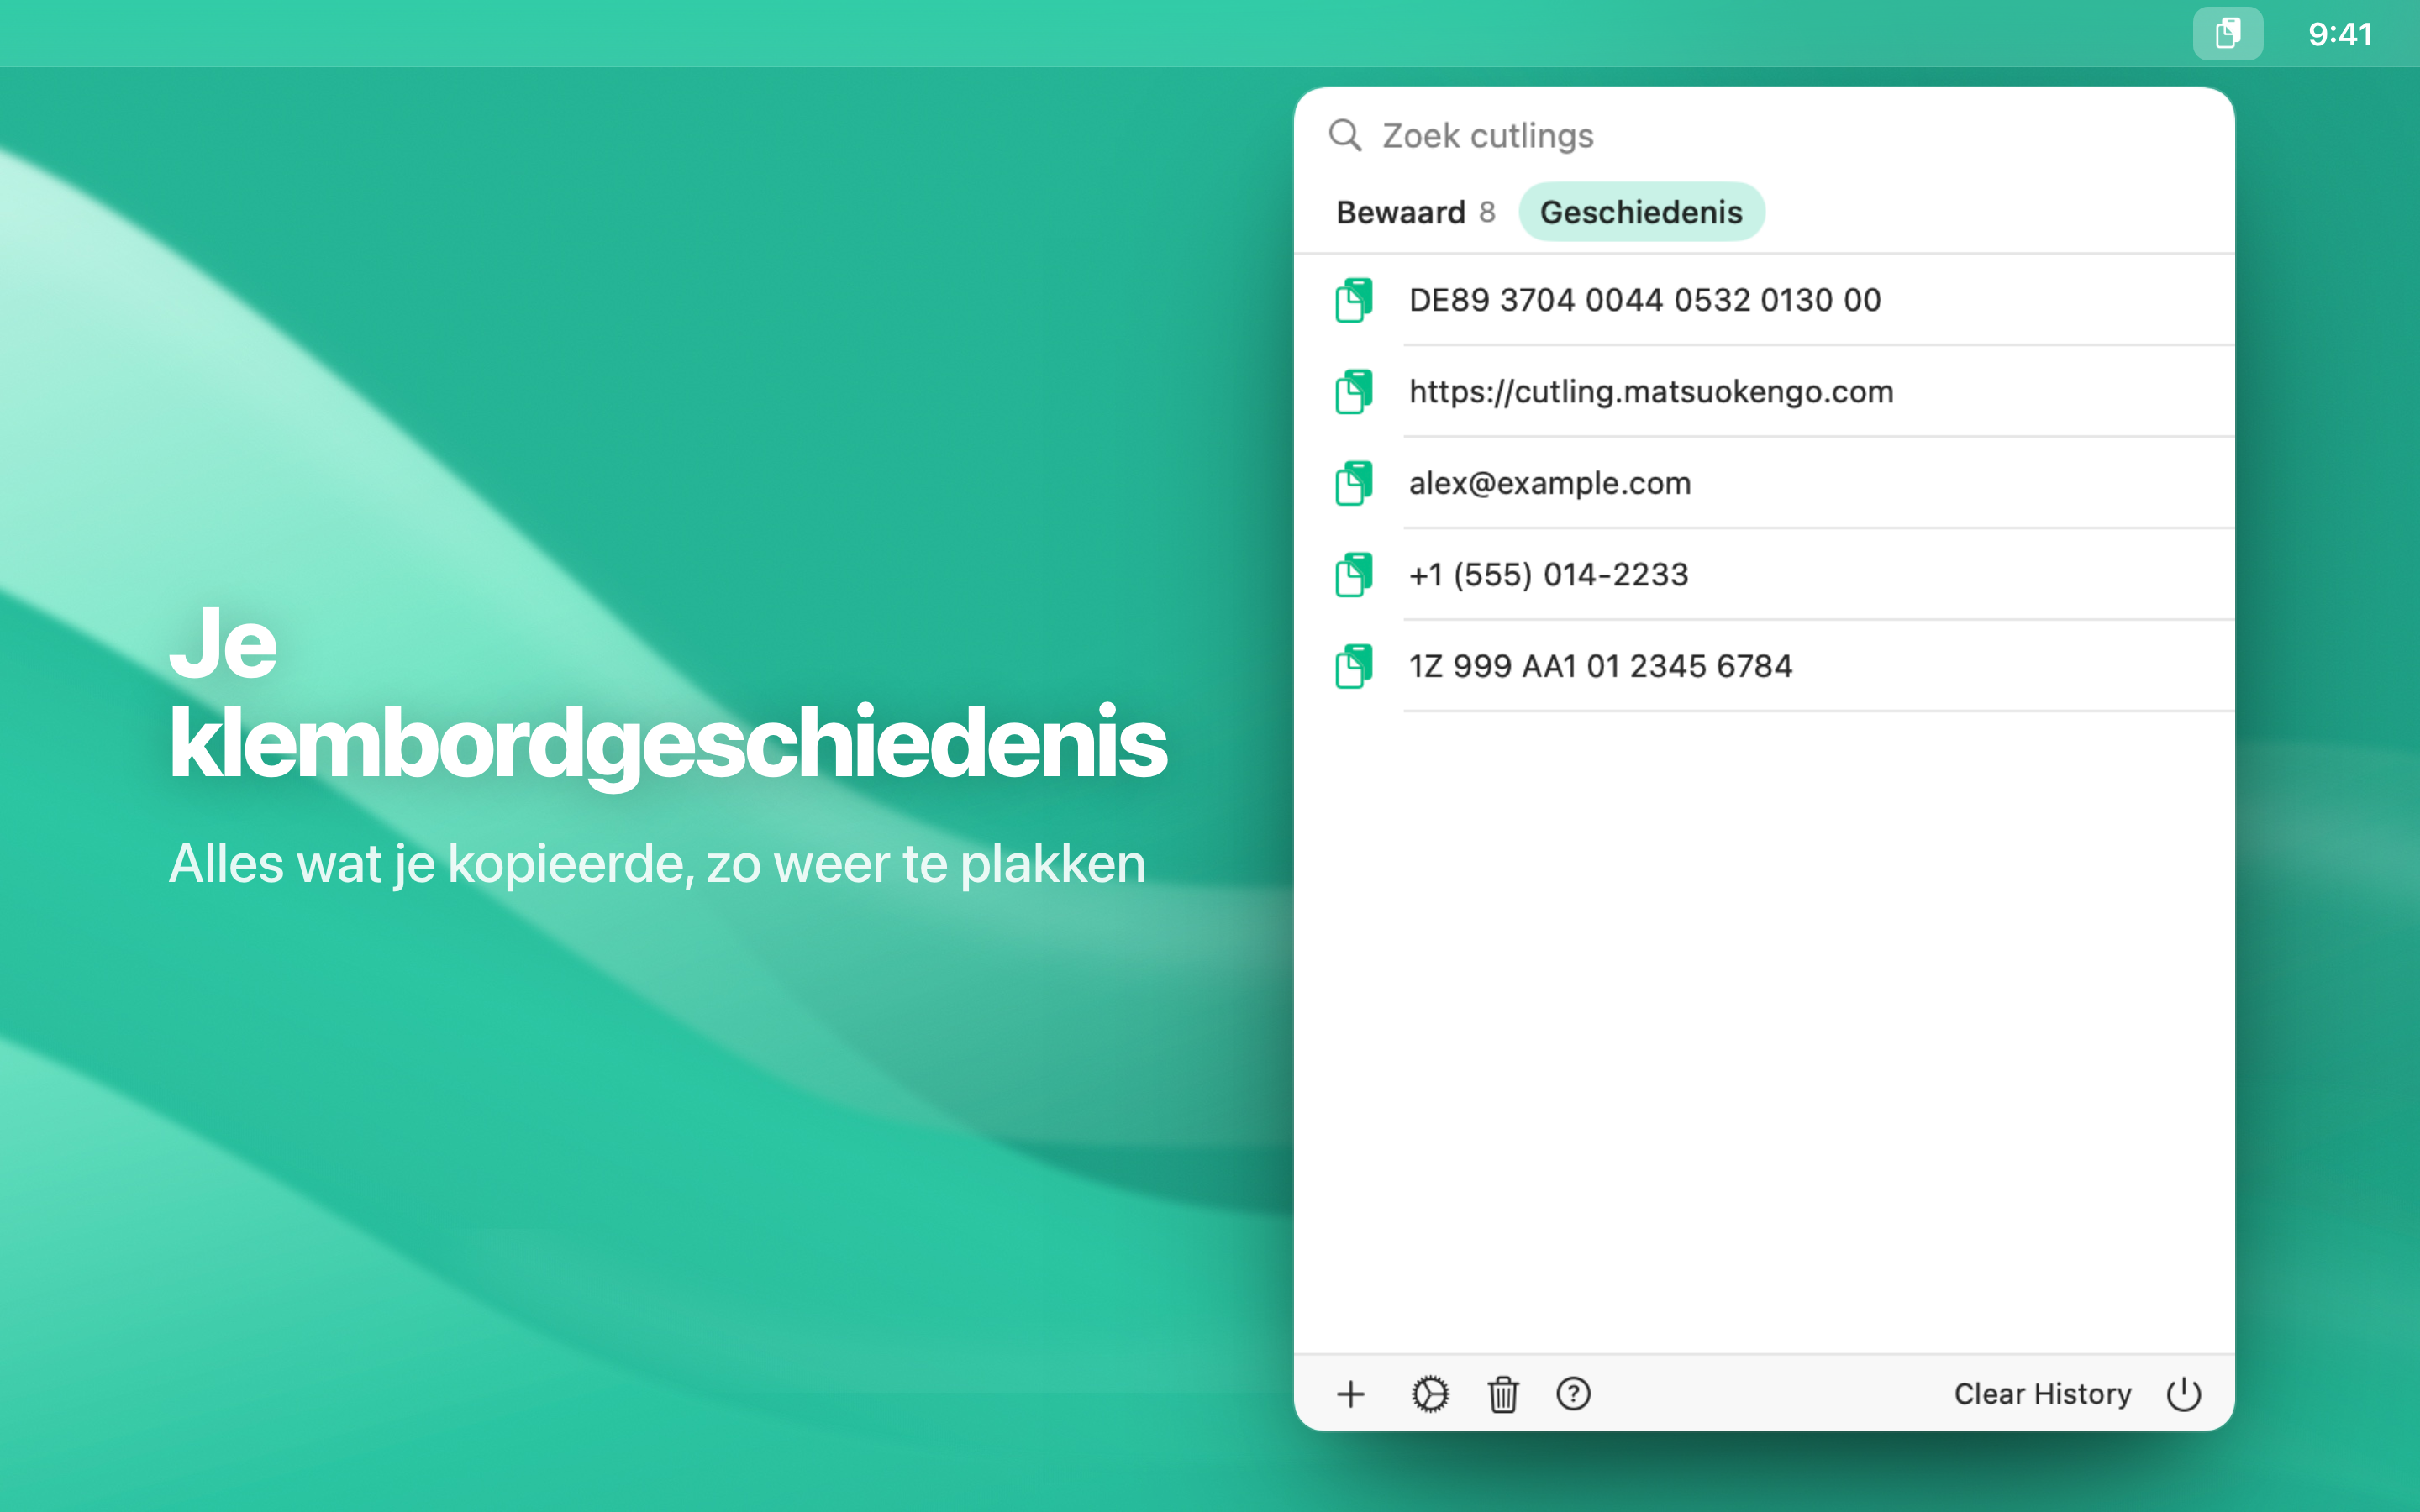 9:41
Zoek cutlings
Bewaard 8 Geschiedenis
DE89 3704 0044 0532 0130 00
https://cutling.matsuokengo.com
alex@example.com
+1 (555) 014-2233
1Z 999 AA1 01 2345 6784
Je
klembordgeschiedenis
Alles wat je kopieerde, zo weer te plakken
Clear History